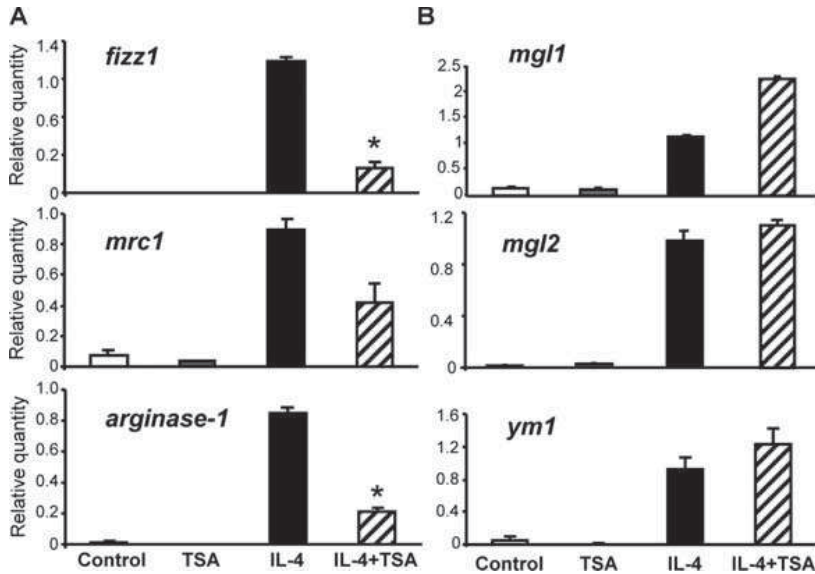 A
B
fizz1
Relative quantity
1.4
1.0
0.2
0
mgl1
2.5
2
1.5
1
0.5
0
mrc1
Relative quantity
1.0
0.8
0.6
0.4
0.2
0
mgl2
1.2
0.8
0.4
0
arginase-1
Relative quantity
0.8
0.6
0.4
0.2
0
ym1
1.6
1.2
0.8
0.4
0
*
*
Control TSA IL-4 IL-4+TSA
Control TSA IL-4 IL-4+TSA